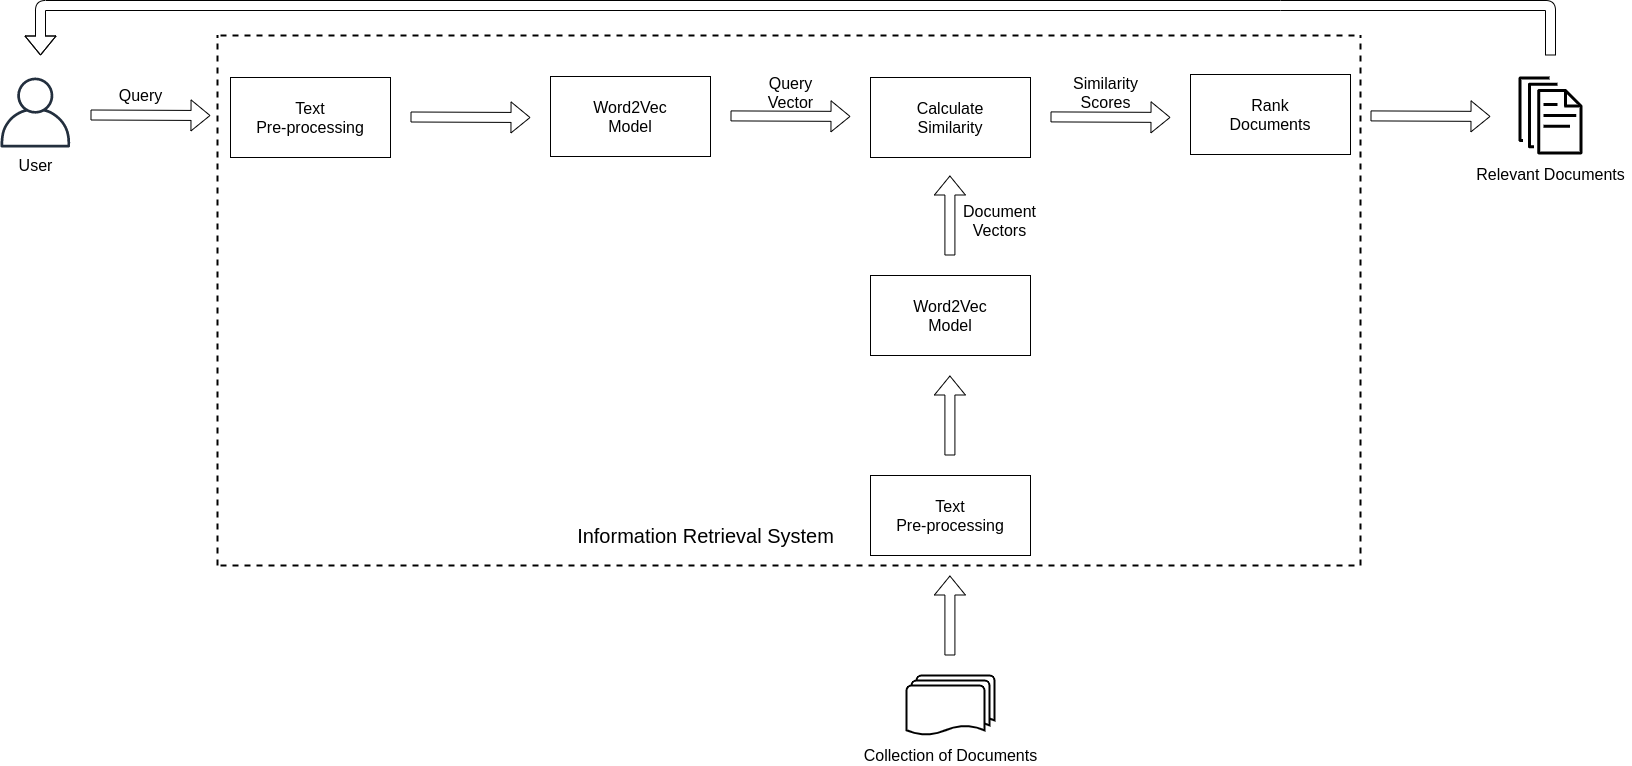 Query
User
Text
Pre-processing
Word2Vec
Model
Query
Vector
Calculate
Similarity
Similarity
Scores
Rank
Documents
Relevant Documents
Document
Vectors
Word2Vec
Model
Text
Pre-processing
Information Retrieval System
Collection of Documents